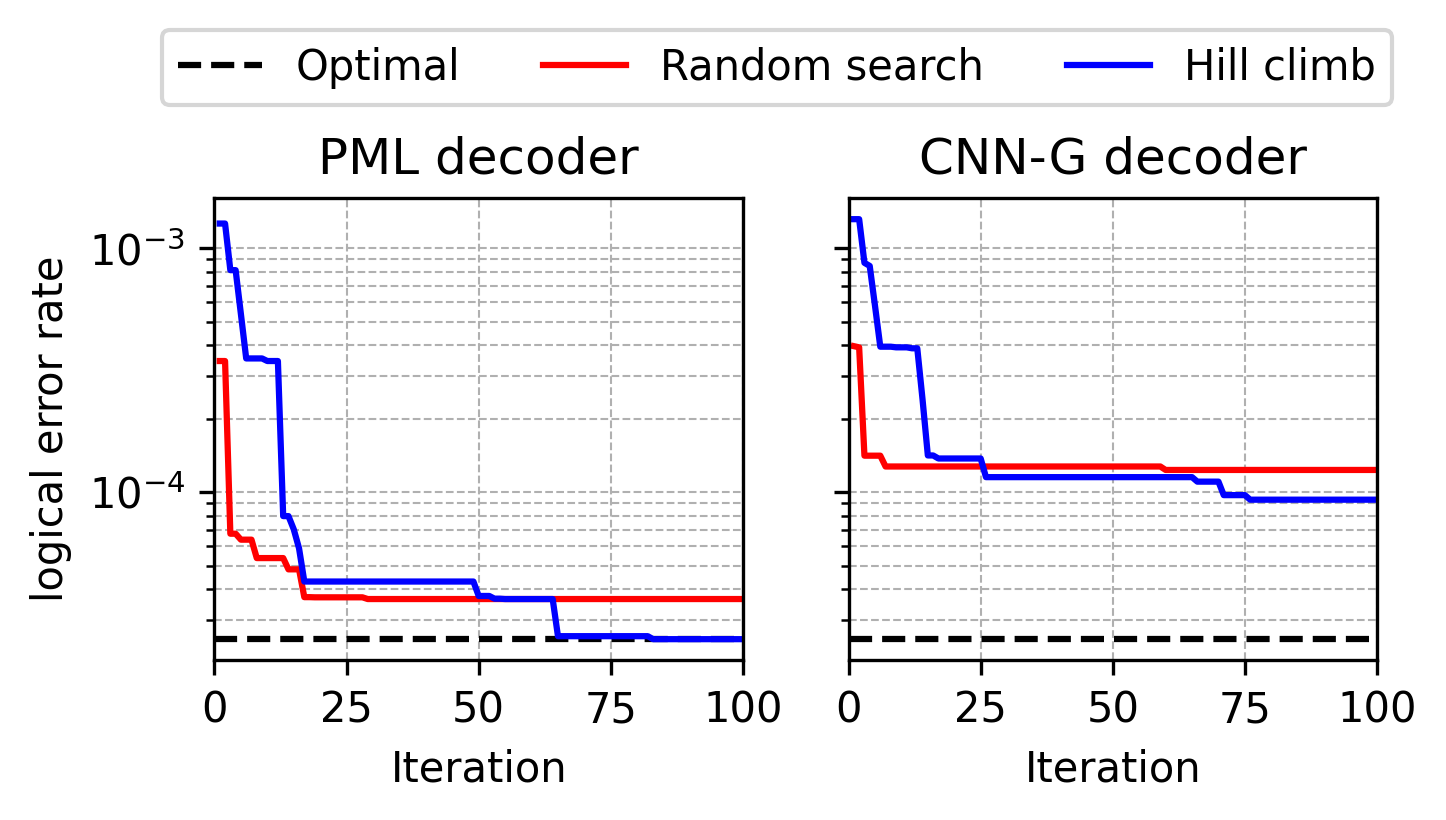 Optimal Random search Hill climb
PML decoder CNN-G decoder
logical error rate
10⁻³
10⁻⁴
0 25 50 75 100 0 25 50 75 100
Iteration Iteration